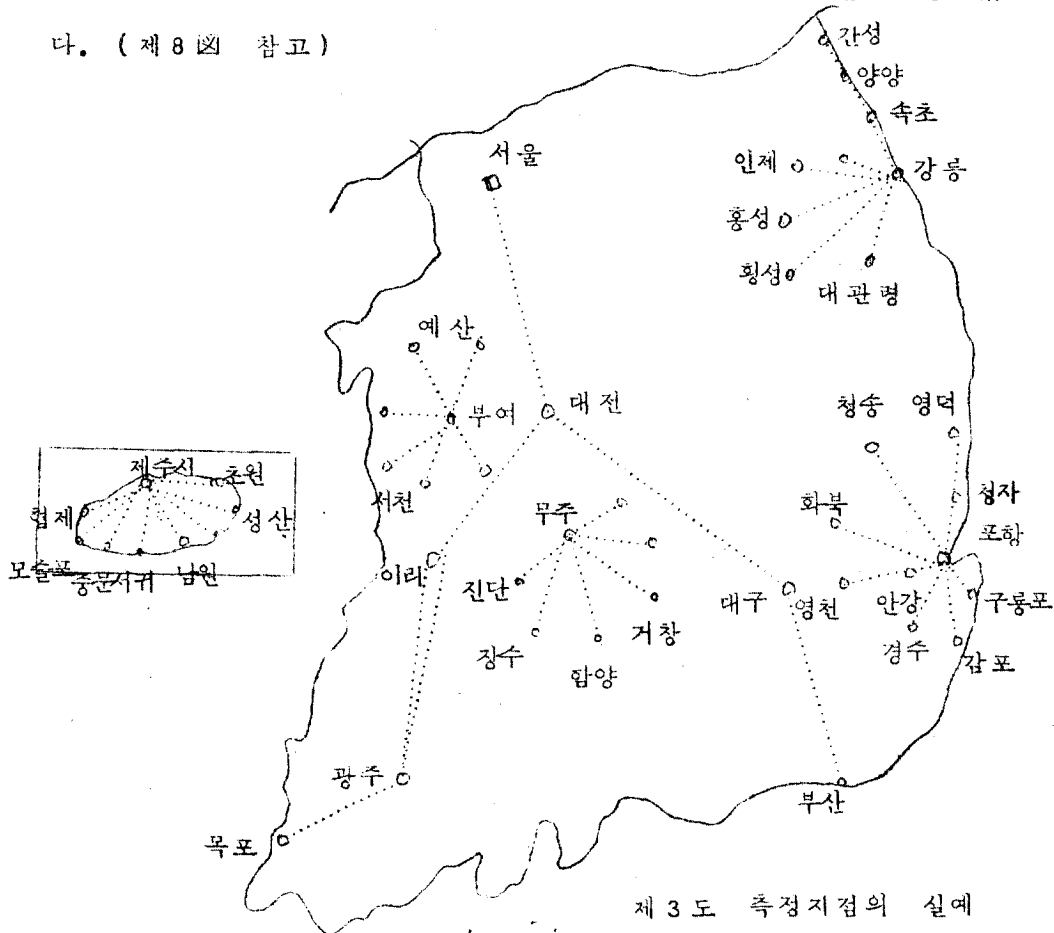 다. (제 8 図 참고)
간성
양양
속초
서울
인제
강릉
홍성
횡성
대관령
예산
부여
대전
청송 영덕
제주시
초원
성산
서천
무주
화북
청자
포항
모슬포
중문서귀
남원
이리
진단
대구
영천
안강
구룡포
장수
거창
경주
감포
함양
광주
부산
목포
제 3 도 측정지점의 실예